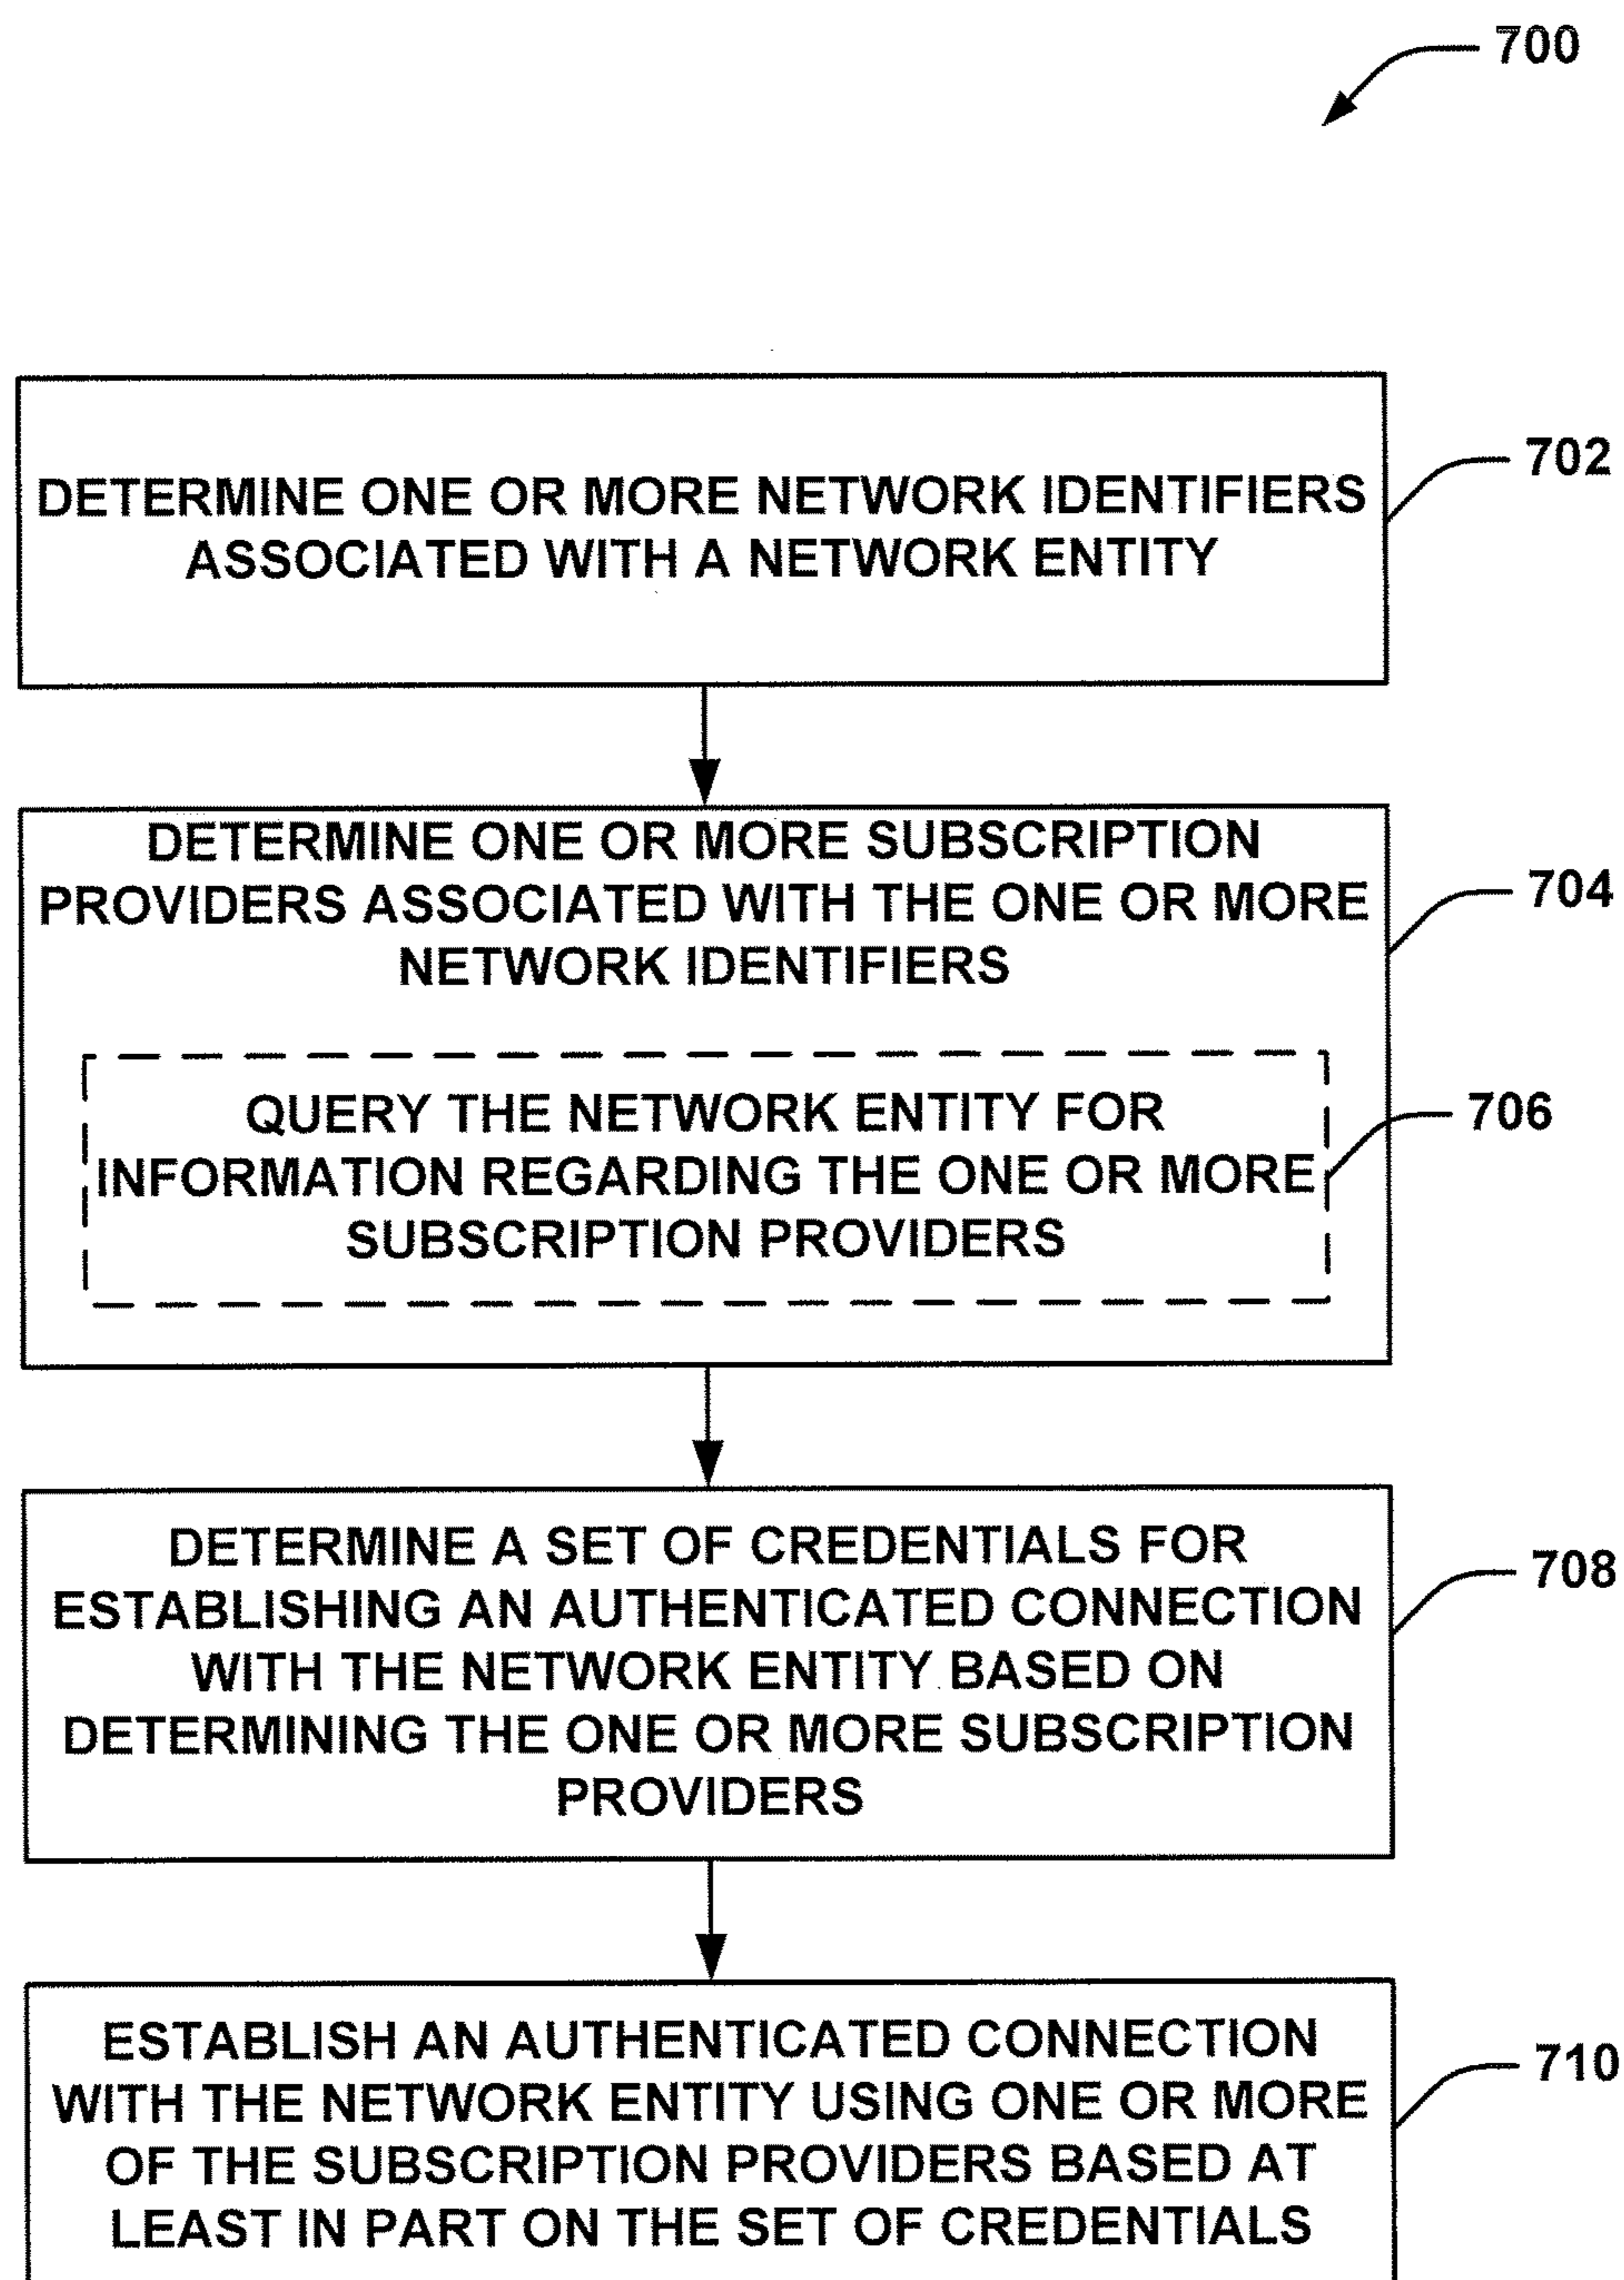 700
DETERMINE ONE OR MORE NETWORK IDENTIFIERS
ASSOCIATED WITH A NETWORK ENTITY
702
DETERMINE ONE OR MORE SUBSCRIPTION
PROVIDERS ASSOCIATED WITH THE ONE OR MORE
NETWORK IDENTIFIERS
704
QUERY THE NETWORK ENTITY FOR
INFORMATION REGARDING THE ONE OR MORE
SUBSCRIPTION PROVIDERS
706
DETERMINE A SET OF CREDENTIALS FOR
ESTABLISHING AN AUTHENTICATED CONNECTION
WITH THE NETWORK ENTITY BASED ON
DETERMINING THE ONE OR MORE SUBSCRIPTION
PROVIDERS
708
ESTABLISH AN AUTHENTICATED CONNECTION
WITH THE NETWORK ENTITY USING ONE OR MORE
OF THE SUBSCRIPTION PROVIDERS BASED AT
LEAST IN PART ON THE SET OF CREDENTIALS
710